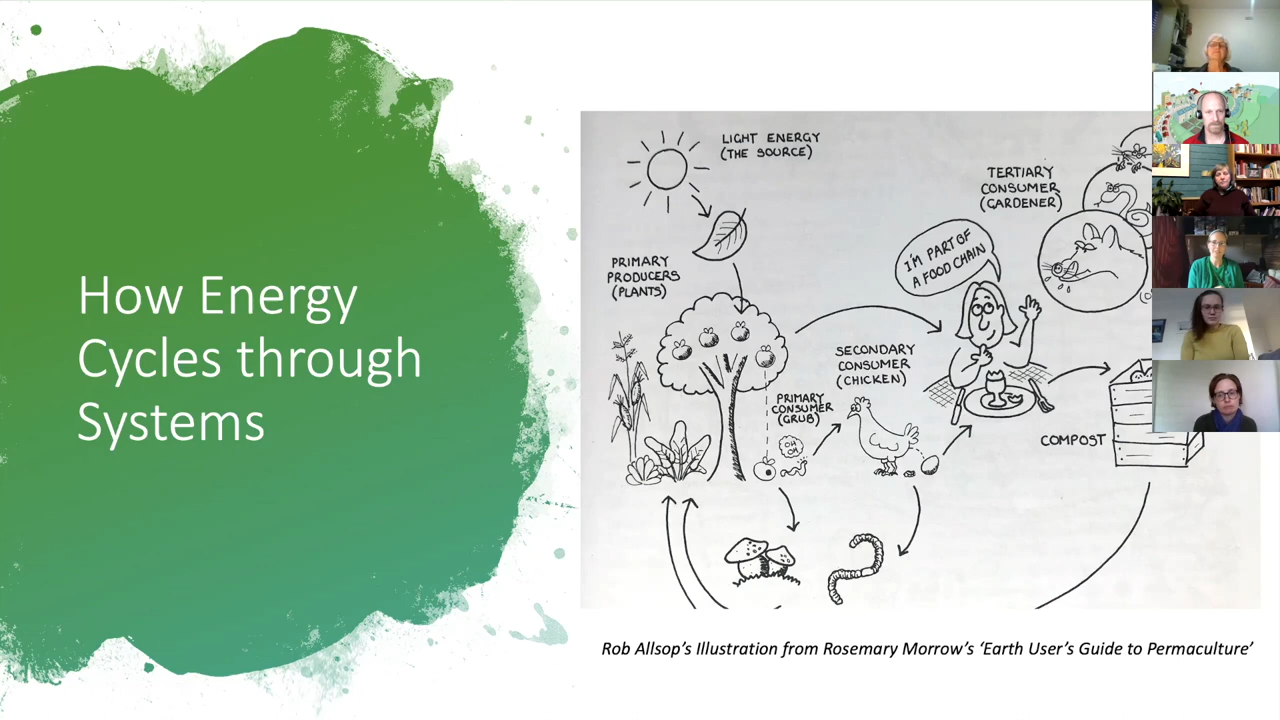 How Energy
Cycles through
Systems
LIGHT ENERGY
(THE SOURCE)
PRIMARY
PRODUCERS
(PLANTS)
TERTIARY
CONSUMER
(GARDENER)
I'M PART OF
A FOOD CHAIN
SECONDARY
CONSUMER
(CHICKEN)
PRIMARY
CONSUMER
(GRUB)
OH
OH
COMPOST
Rob Allsop's Illustration from Rosemary Morrow's 'Earth User's Guide to Permaculture'